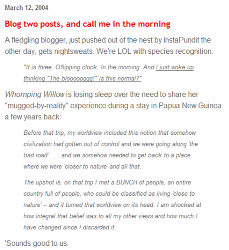 March 12, 2004
Blog two posts, and call me in the morning
A fledgling blogger, just pushed out of the nest by InstaPundit the
other day, gets nightsweats. We're LOL with species recognition:
"It is three. O'flipping clock. In the morning. And I just woke up
thinking "The bloooooogs!" Is this normal?"
Whomping Willow is losing sleep over the need to share her
"mugged-by-reality" experience during a stay in Papua New Guinea
a few years back:
Before that trip, my worldview included this notion that somehow
civilization had gotten out of control and we were going along 'the
bad road' . . . and we somehow needed to get back to a place
where we were 'closer to nature' and all that.
The upshot is, on that trip I met a BUNCH of people, an entire
country full of people, who could be classified as living 'close to
nature' -- and it turned that worldview on its head. I am shocked at
how integral that belief was to all my other views and how much I
have changed since I discarded it.
'Sounds good to us.